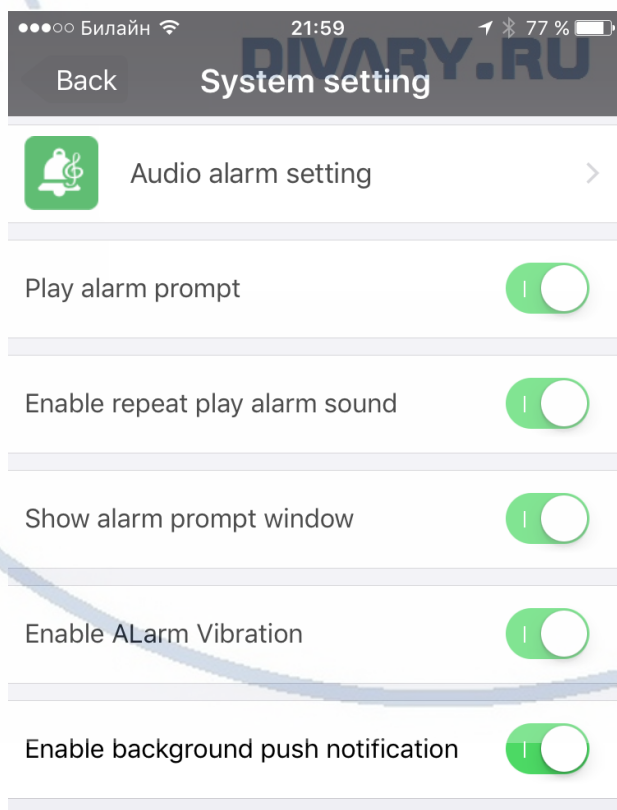 Билайн 21:59 77 %
DIVARY.RU
Back System setting
Audio alarm setting
Play alarm prompt
Enable repeat play alarm sound
Show alarm prompt window
Enable ALarm Vibration
Enable background push notification